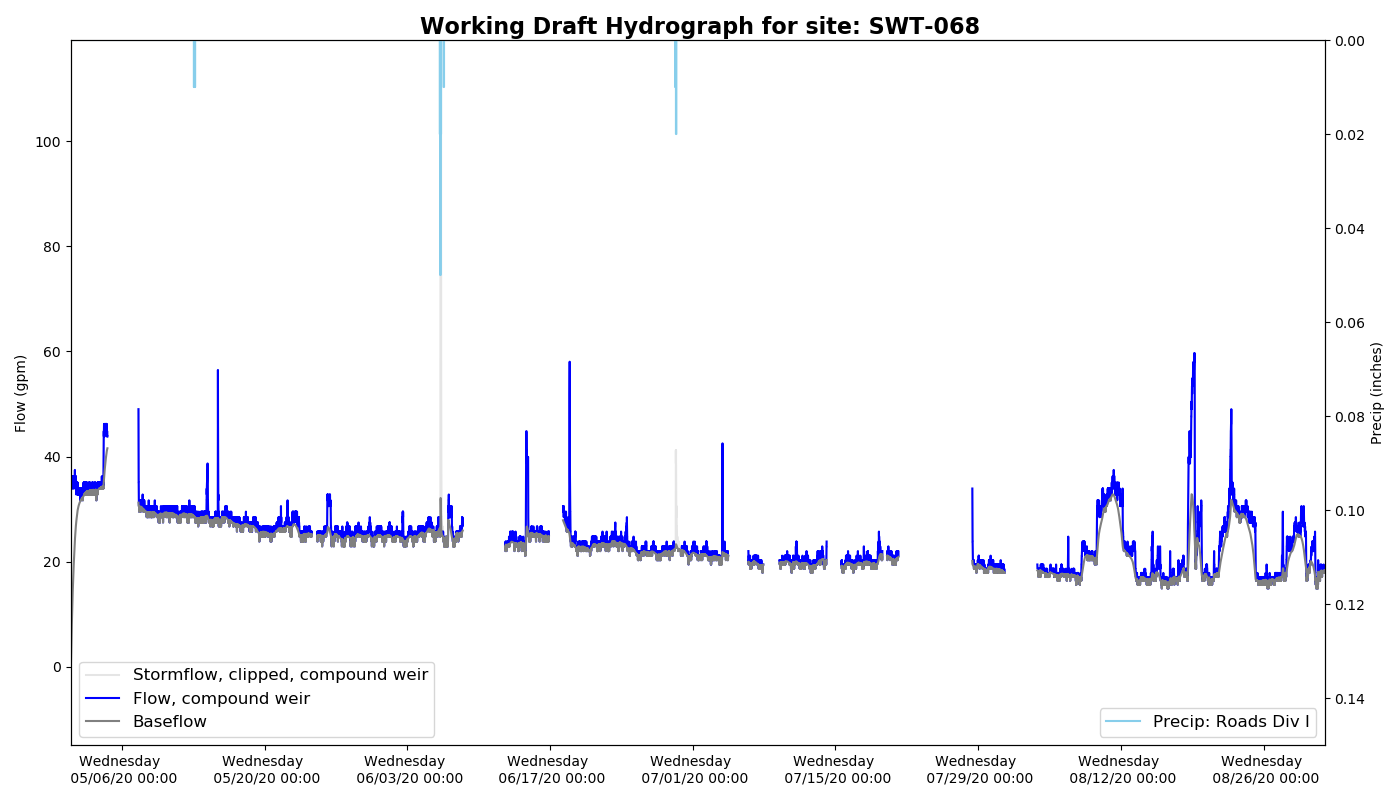 Working Draft Hydrograph for site: SWT-068
Flow (gpm)
100
80
60
40
20
0
0.00
0.02
0.04
0.06
0.08
0.10
0.12
0.14
Precip (inches)
Stormflow, clipped, compound weir
Flow, compound weir
Baseflow
Precip: Roads Div I
Wednesday
05/06/20 00:00
Wednesday
05/20/20 00:00
Wednesday
06/03/20 00:00
Wednesday
06/17/20 00:00
Wednesday
07/01/20 00:00
Wednesday
07/15/20 00:00
Wednesday
07/29/20 00:00
Wednesday
08/12/20 00:00
Wednesday
08/26/20 00:00